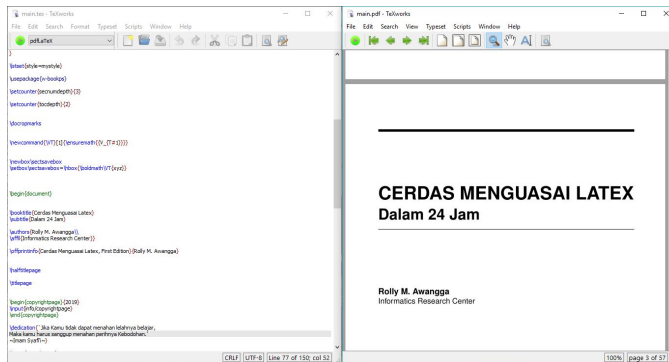 main.tex - TeXworks
File Edit Search Format Typeset Scripts Window Help
pdfLaTeX
}
\lstset{style=mystyle}
\usepackage{w-bookps}
\setcounter{secnumdepth}{3}
\setcounter{tocdepth}{2}
\docropmarks
\newcommand{\VT}[1]{\ensuremath{{V_{T#1}}}}
\newbox\sectsavebox
\setbox\sectsavebox=\hbox{\boldmath\VT{xyz}}
\begin{document}
\booktitle{Cerdas Menguasai Latex}
\subtitle{Dalam 24 Jam}
\authors{Rolly M. Awangga\\
\affil{Informatics Research Center}}
\offprintinfo{Cerdas Menguasai Latex, First Edition}{Rolly M. Awangga}
\halftitlepage
\titlepage
\begin{copyrightpage}{2019}
\input{info/copyright}
\end{copyrightpage}
\dedication{``Jika Kamu tidak dapat menahan lelahnya belajar,
Maka kamu harus sanggup menahan perihnya Kebodohan.''
~Imam Syafi'i~}
CRLF UTF-8 Line 77 of 150; col 52
main.pdf - TeXworks
File Edit Search View Typeset Scripts Window Help
CERDAS MENGUASAI LATEX
Dalam 24 Jam
Rolly M. Awangga
Informatics Research Center
100% page 3 of 57